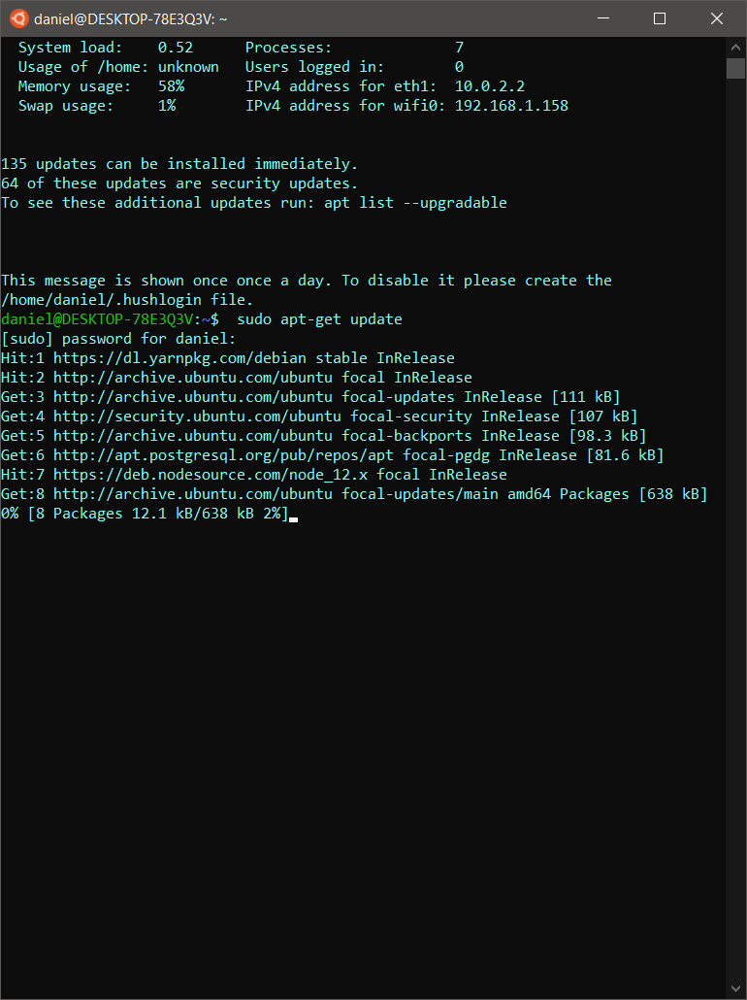 daniel@DESKTOP-78E3Q3V: ~
System load: 0.52 Processes: 7
Usage of /home: unknown Users logged in: 0
Memory usage: 58% IPv4 address for eth1: 10.0.2.2
Swap usage: 1% IPv4 address for wifi0: 192.168.1.158
135 updates can be installed immediately.
64 of these updates are security updates.
To see these additional updates run: apt list --upgradable
This message is shown once once a day. To disable it please create the
/home/daniel/.hushlogin file.
daniel@DESKTOP-78E3Q3V:~$  sudo apt-get update
[sudo] password for daniel:
Hit:1 https://dl.yarnpkg.com/debian stable InRelease
Hit:2 http://archive.ubuntu.com/ubuntu focal InRelease
Get:3 http://archive.ubuntu.com/ubuntu focal-updates InRelease [111 kB]
Get:4 http://security.ubuntu.com/ubuntu focal-security InRelease [107 kB]
Get:5 http://archive.ubuntu.com/ubuntu focal-backports InRelease [98.3 kB]
Get:6 http://apt.postgresql.org/pub/repos/apt focal-pgdg InRelease [81.6 kB]
Hit:7 https://deb.nodesource.com/node_12.x focal InRelease
Get:8 http://archive.ubuntu.com/ubuntu focal-updates/main amd64 Packages [638 kB]
0% [8 Packages 12.1 kB/638 kB 2%]